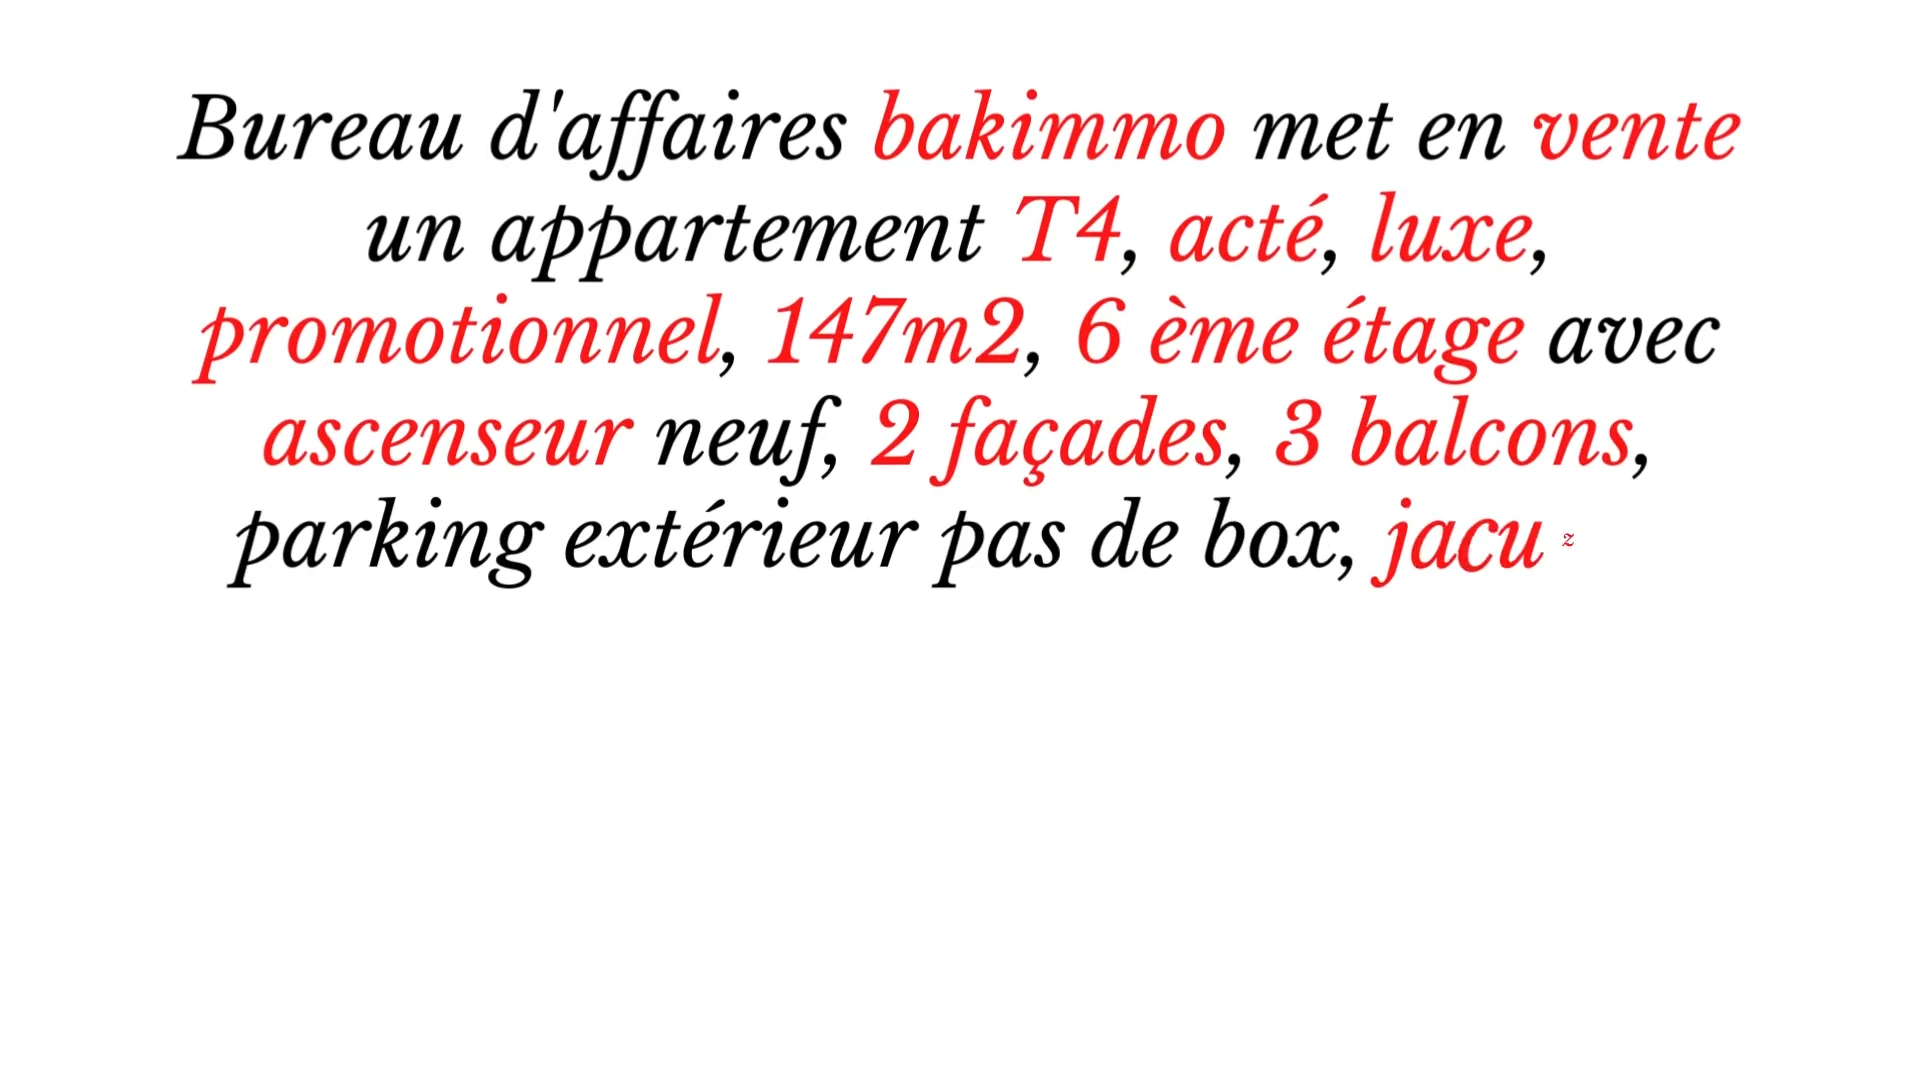 Bureau d'affaires bakimmo met en vente
un appartement T4, acté, luxe,
promotionnel, 147m2, 6 ème étage avec
ascenseur neuf, 2 façades, 3 balcons,
parking extérieur pas de box, jacuz